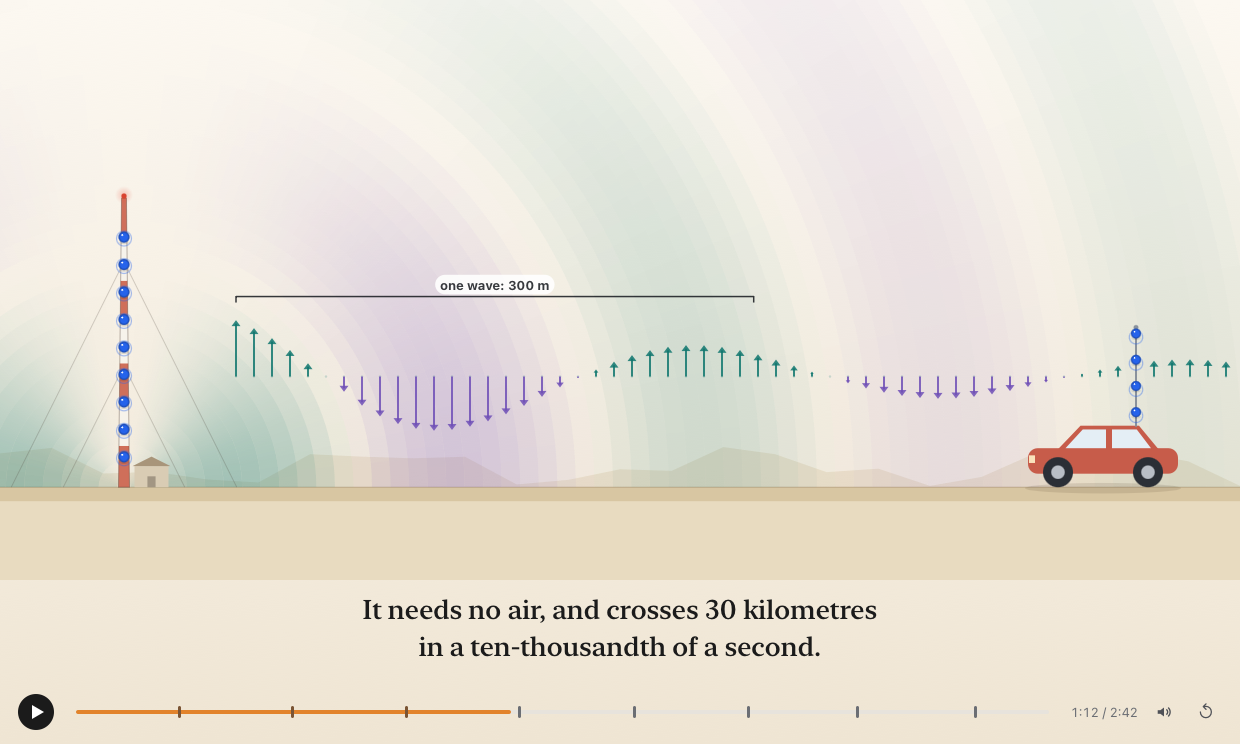 one wave: 300 m
It needs no air, and crosses 30 kilometres
in a ten-thousandth of a second.
1:12 / 2:42